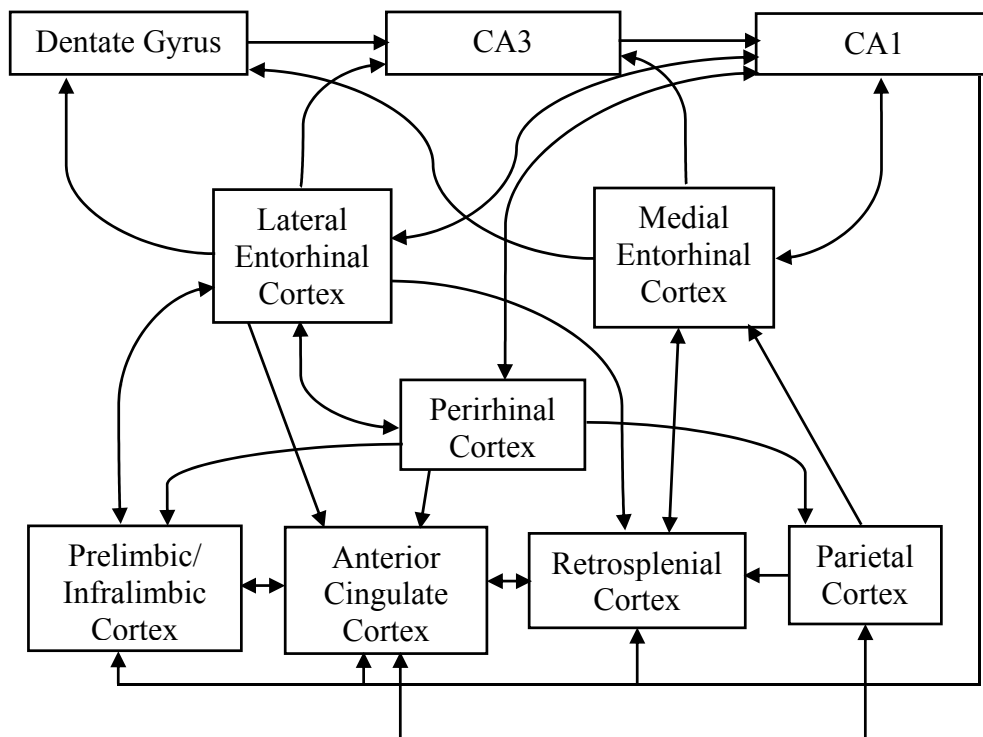 Dentate Gyrus
CA3
CA1
Lateral
Entorhinal
Cortex
Medial
Entorhinal
Cortex
Perirhinal
Cortex
Prelimbic/
Infralimbic
Cortex
Anterior
Cingulate
Cortex
Retrosplenial
Cortex
Parietal
Cortex